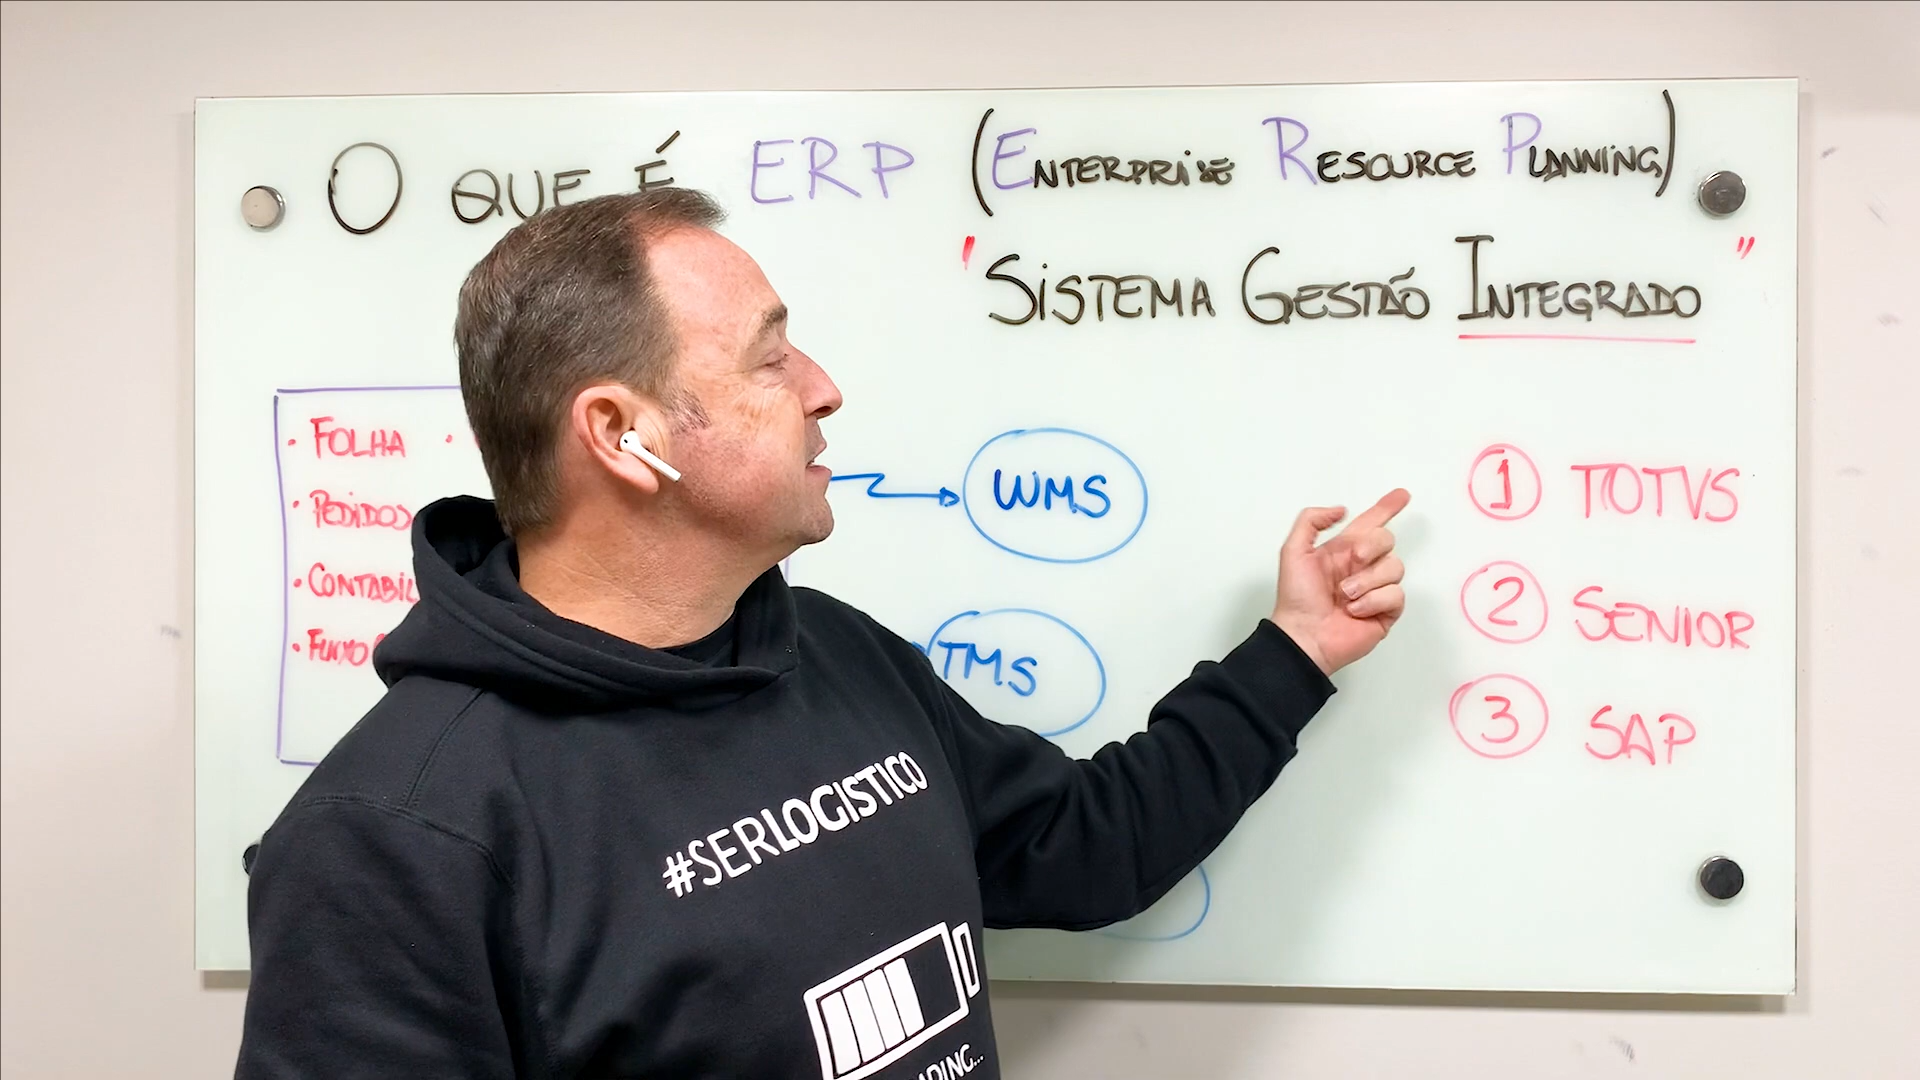 O QUE É ERP (ENTERPRISE RESOURCE PLANNING)
"SISTEMA GESTÃO INTEGRADO"
• FOLHA •
• PEDIDOS
• CONTABIL
• FLUXO
WMS
TMS
1 TOTVS
2 SENIOR
3 SAP
#SERLOGISTICO
DING...